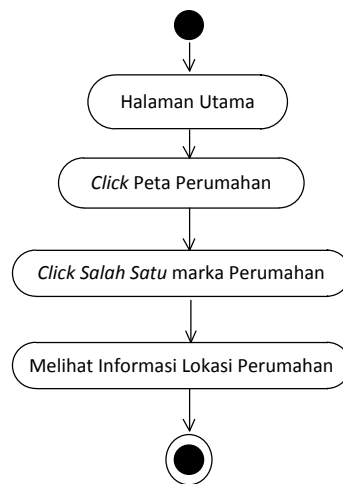 Halaman Utama
Click Peta Perumahan
Click Salah Satu marka Perumahan
Melihat Informasi Lokasi Perumahan